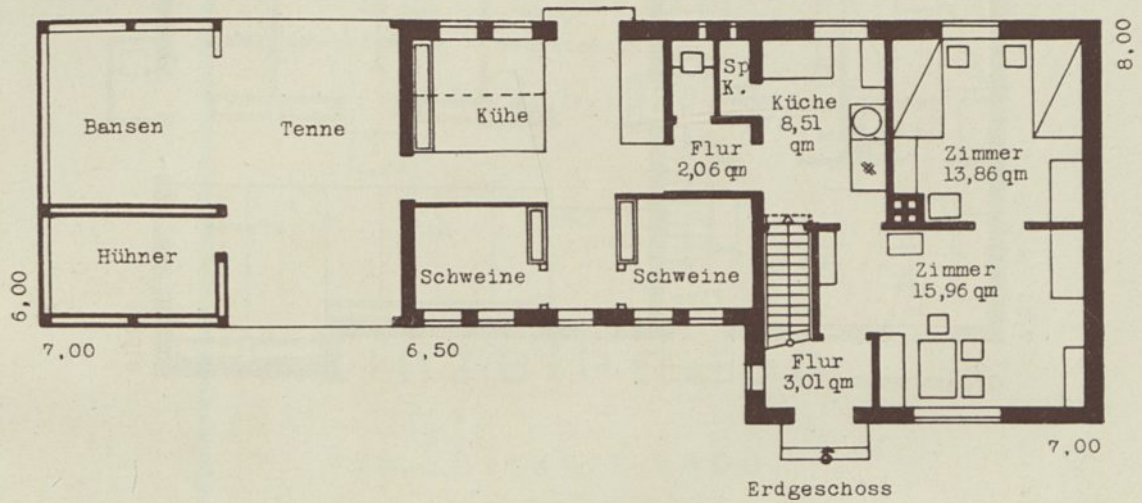 8,00
Bansen
Tenne
Kühe
Sp
K.
Küche
8,51
qm
Flur
2,06 qm
Zimmer
13,86 qm
Hühner
Schweine
Schweine
Zimmer
15,96 qm
6,00
7,00
6,50
Flur
3,01 qm
7,00
Erdgeschoss